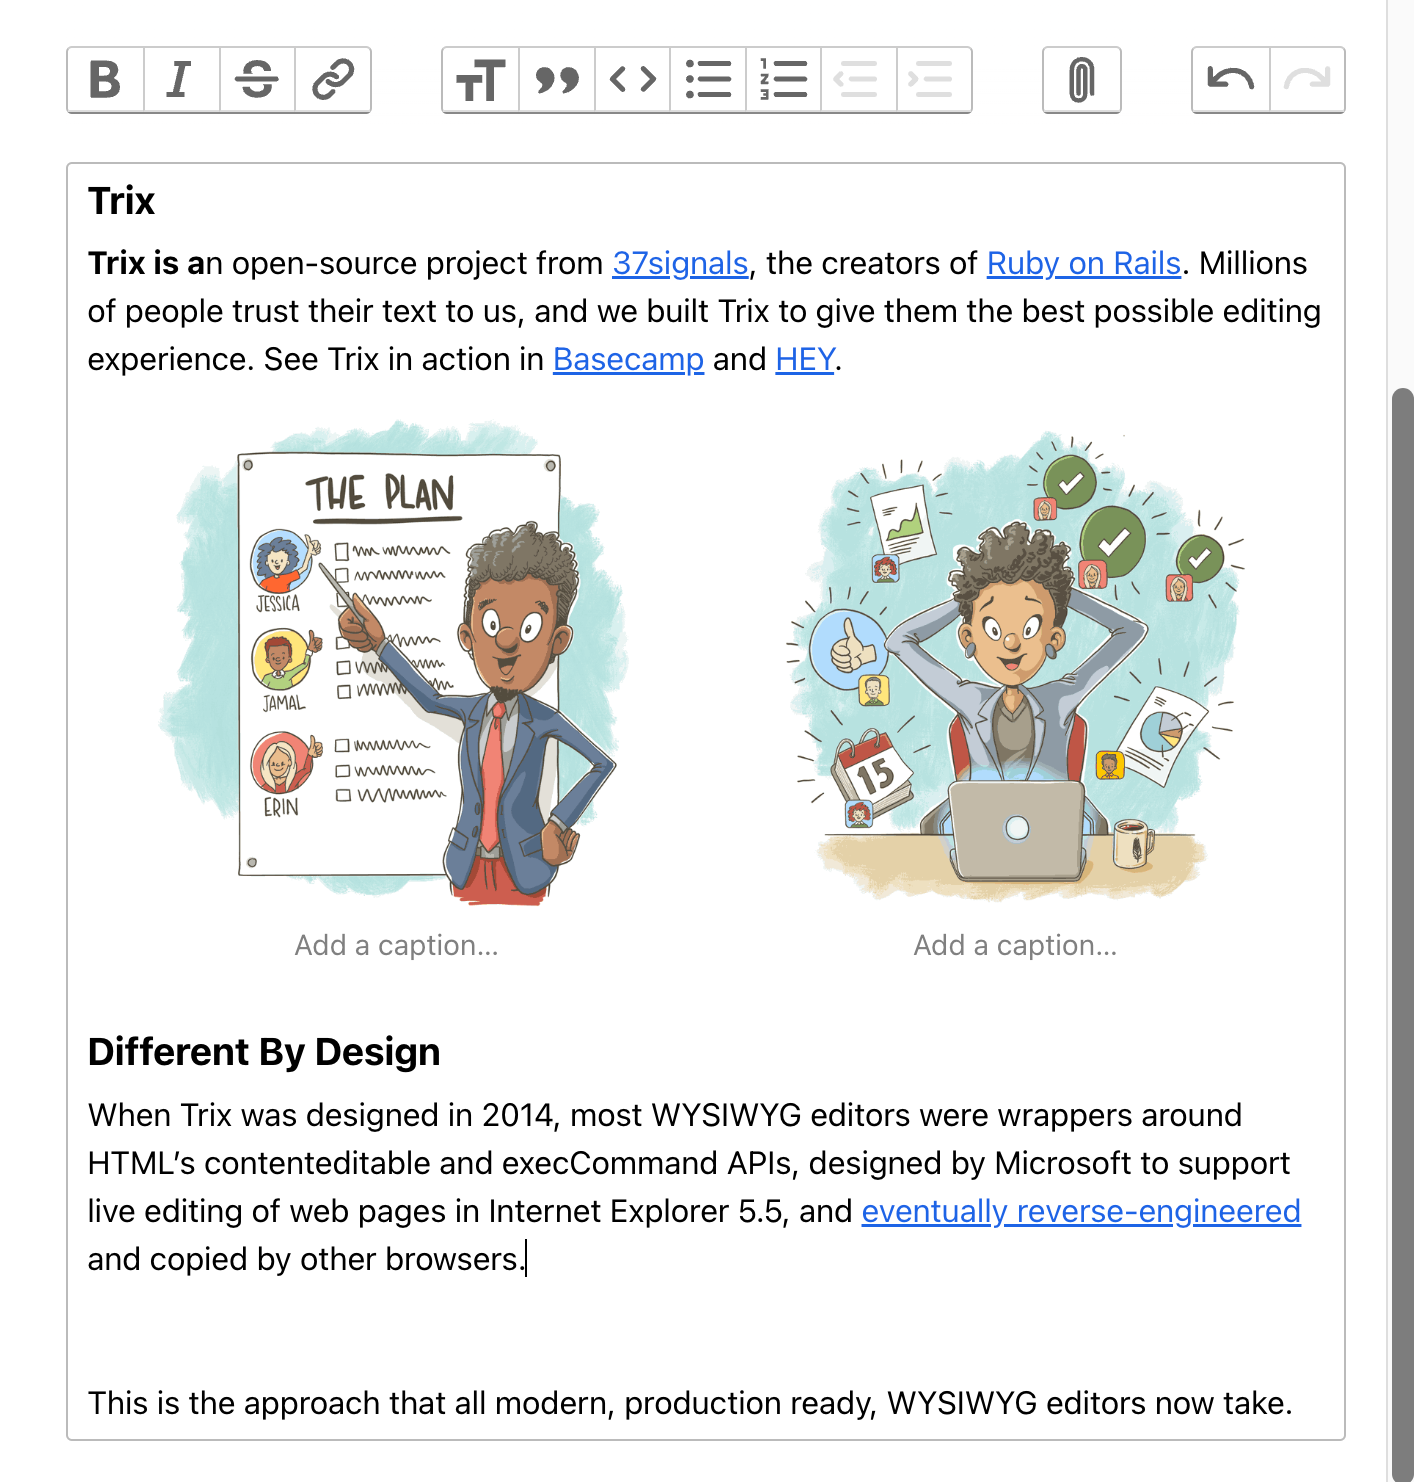 Trix
Trix is an open-source project from 37signals, the creators of Ruby on Rails. Millions
of people trust their text to us, and we built Trix to give them the best possible editing
experience. See Trix in action in Basecamp and HEY.
THE PLAN
JESSICA
JAMAL
ERIN
15
Add a caption...
Add a caption...
Different By Design
When Trix was designed in 2014, most WYSIWYG editors were wrappers around
HTML's contenteditable and execCommand APIs, designed by Microsoft to support
live editing of web pages in Internet Explorer 5.5, and eventually reverse-engineered
and copied by other browsers.
This is the approach that all modern, production ready, WYSIWYG editors now take.